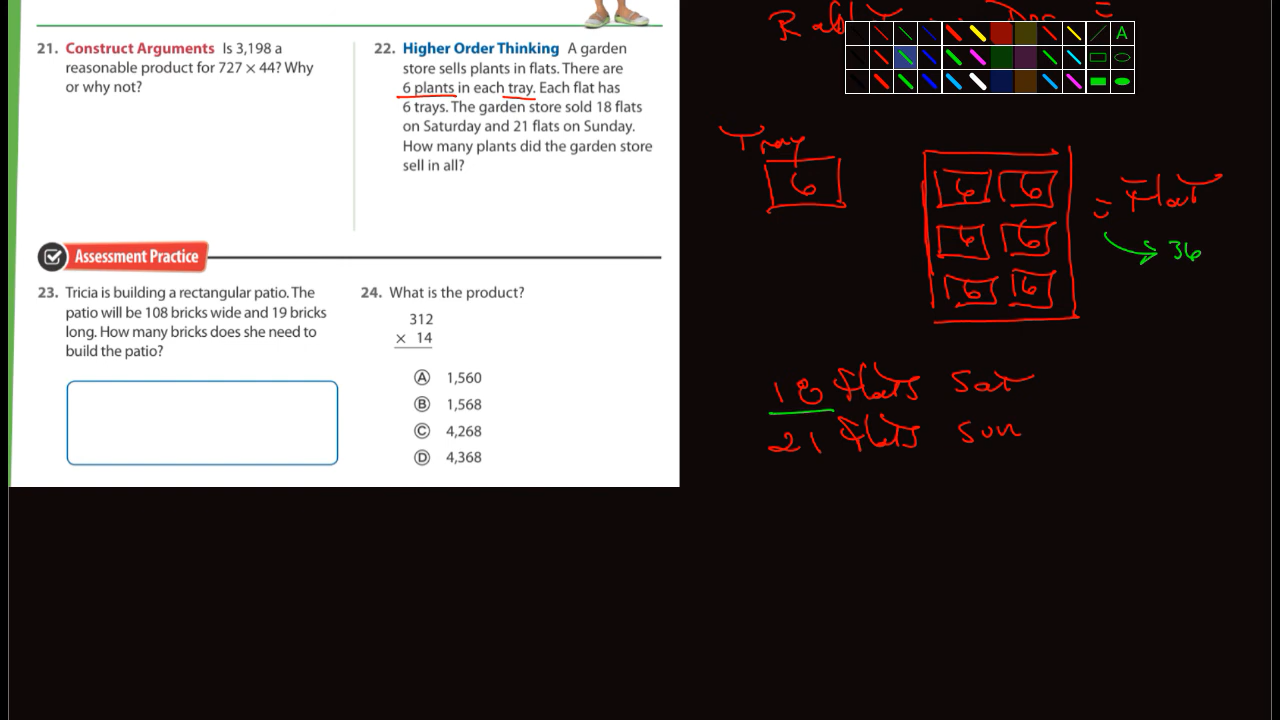 21. Construct Arguments Is 3,198 a
reasonable product for 727 × 44? Why
or why not?
22. Higher Order Thinking A garden
store sells plants in flats. There are
6 plants in each tray. Each flat has
6 trays. The garden store sold 18 flats
on Saturday and 21 flats on Sunday.
How many plants did the garden store
sell in all?
Assessment Practice
23. Tricia is building a rectangular patio. The
patio will be 108 bricks wide and 19 bricks
long. How many bricks does she need to
build the patio?
24. What is the product?
312
× 14
A 1,560
B 1,568
C 4,268
D 4,368
A
Tray
6
6 6
6 6
6 6
= Flat
36
18 flats Sat
21 flats Sun